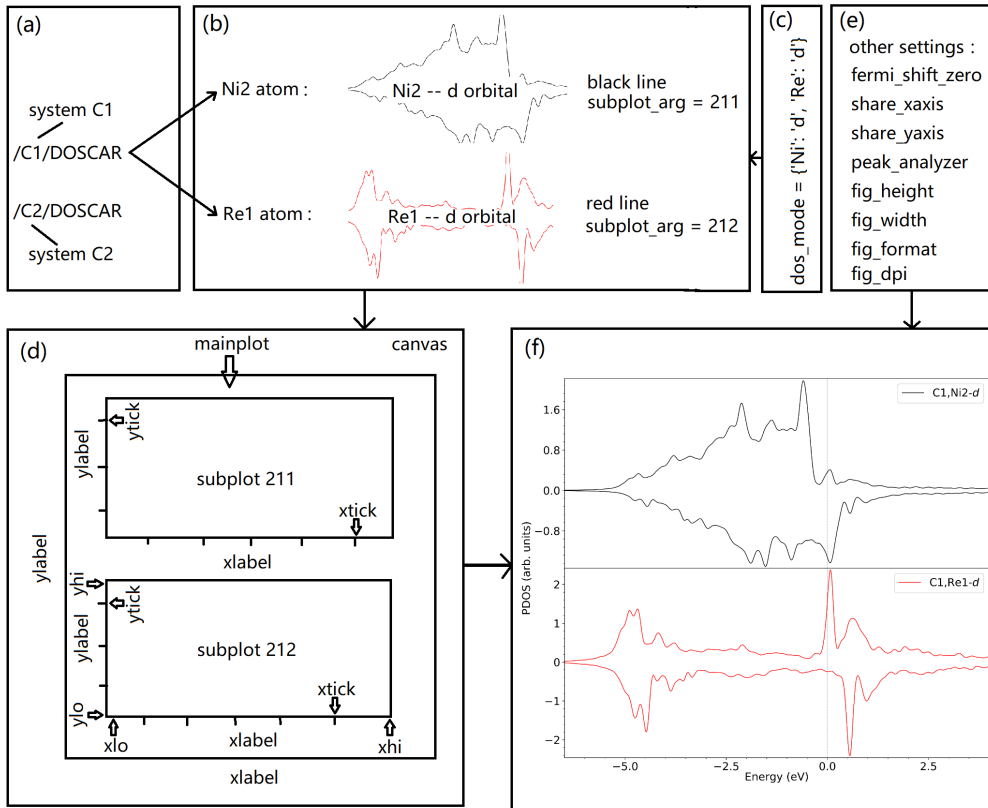 (a)
system C1
/C1/DOSCAR
/C2/DOSCAR
system C2
(b)
Ni2 atom :
Ni2 -- d orbital
black line
subplot_arg = 211
Re1 atom :
Re1 -- d orbital
red line
subplot_arg = 212
(c)
dos_mode = {'Ni': 'd', 'Re': 'd'}
(e)
other settings :
fermi_shift_zero
share_xaxis
share_yaxis
peak_analyzer
fig_height
fig_width
fig_format
fig_dpi
(d)
mainplot
canvas
ylabel
ylabel
ytick
subplot 211
xtick
xlabel
yhi
ytick
ylabel
subplot 212
ylo
xtick
xlo
xlabel
xhi
xlabel
(f)
C1,Ni2-d
1.6
0.8
0.0
−0.8
PDOS (arb. units)
C1,Re1-d
2
1
0
−1
−2
−5.0
−2.5
0.0
2.5
Energy (eV)